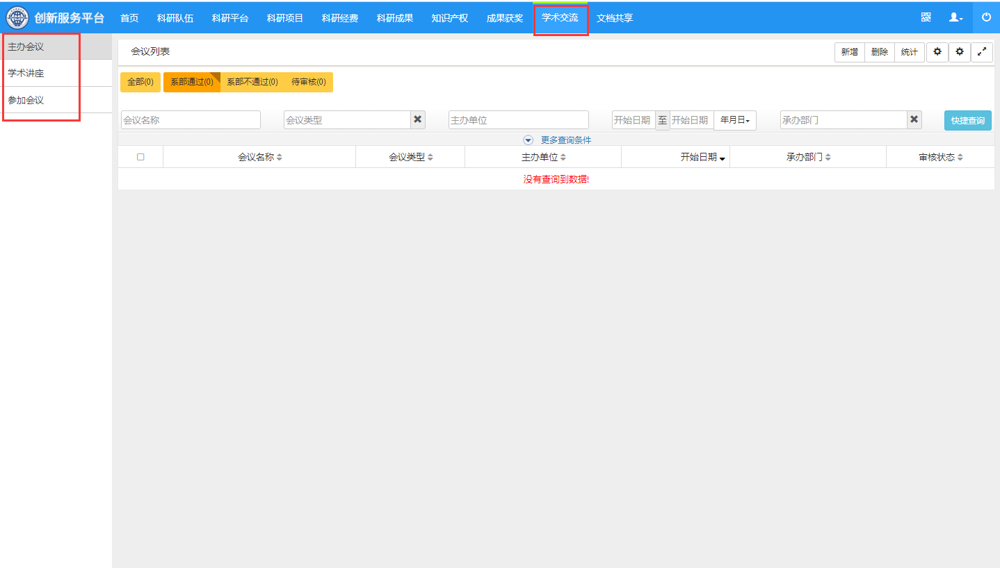 创新服务平台 首页 科研队伍 科研平台 科研项目 科研经费 科研成果 知识产权 成果获奖 学术交流 文档共享
主办会议
学术讲座
参加会议
会议列表 新增 删除 统计
全部(0) 系部通过(0) 系部不通过(0) 待审核(0)
会议名称 会议类型 主办单位 开始日期 至 开始日期 年月日 承办部门 快捷查询
更多查询条件
会议名称 会议类型 主办单位 开始日期 承办部门 审核状态
没有查询到数据!